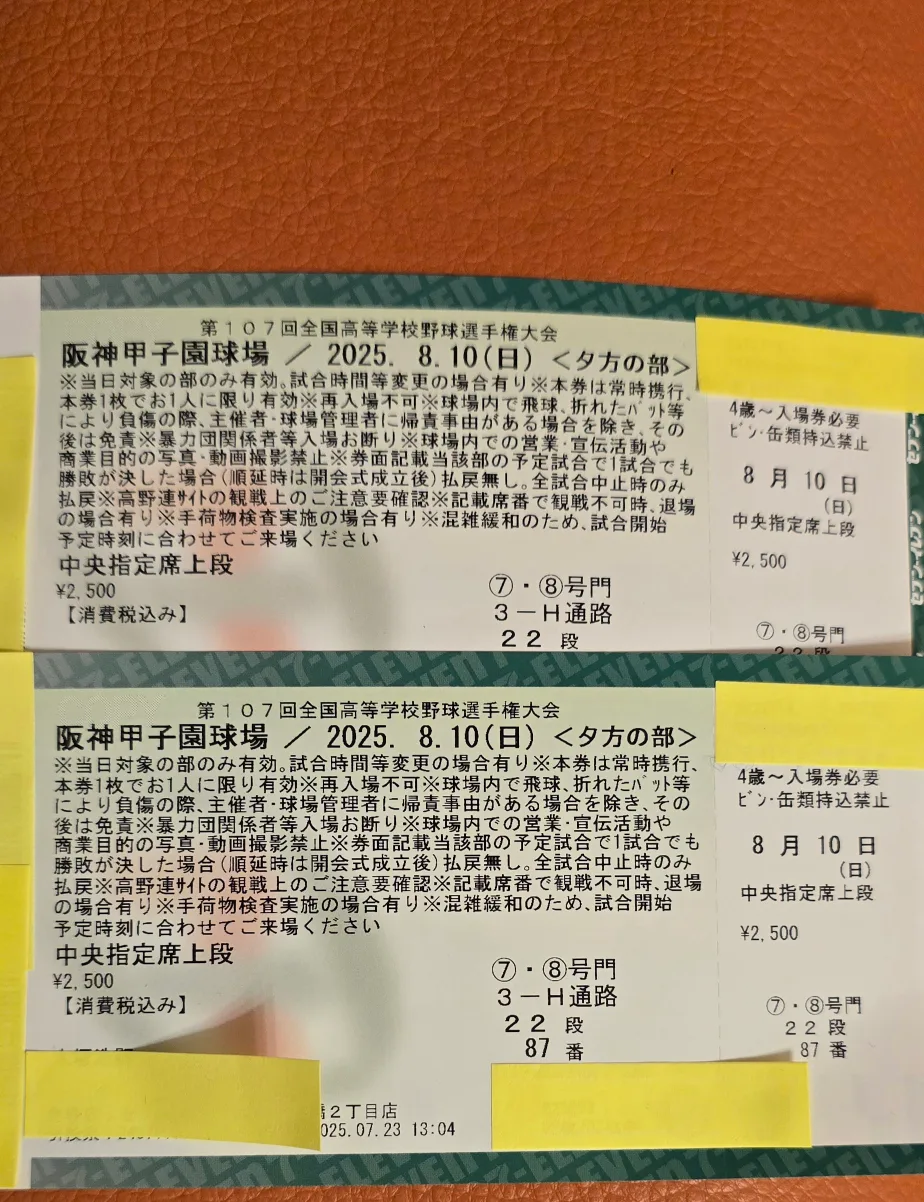 7-ELEVEN 7-ELEVEN
第１０７回全国高等学校野球選手権大会
阪神甲子園球場 ／ 2025. 8.10(日) ＜夕方の部＞
※当日対象の部のみ有効。試合時間等変更の場合有り※本券は常時携行、
本券1枚でお1人に限り有効※再入場不可※球場内で飛球、折れたﾊﾞｯﾄ等
により負傷の際、主催者・球場管理者に帰責事由がある場合を除き、その
後は免責※暴力団関係者等入場お断り※球場内での営業・宣伝活動や
商業目的の写真・動画撮影禁止※券面記載当該部の予定試合で1試合でも
勝敗が決した場合(順延時は開会式成立後)払戻無し。全試合中止時のみ
払戻※高野連ｻｲﾄの観戦上のご注意要確認※記載席番で観戦不可時、退場
の場合有り※手荷物検査実施の場合有り※混雑緩和のため、試合開始
予定時刻に合わせてご来場ください
中央指定席上段
¥2,500
【消費税込み】
⑦・⑧号門
３－Ｈ通路
２２ 段
4歳～入場券必要
ﾋﾞﾝ・缶類持込禁止
8 月 10 日
(日)
中央指定席上段
¥2,500
⑦・⑧号門
２２ 段
7-ELEVEN 7-ELEVEN
第１０７回全国高等学校野球選手権大会
阪神甲子園球場 ／ 2025. 8.10(日) ＜夕方の部＞
※当日対象の部のみ有効。試合時間等変更の場合有り※本券は常時携行、
本券1枚でお1人に限り有効※再入場不可※球場内で飛球、折れたﾊﾞｯﾄ等
により負傷の際、主催者・球場管理者に帰責事由がある場合を除き、その
後は免責※暴力団関係者等入場お断り※球場内での営業・宣伝活動や
商業目的の写真・動画撮影禁止※券面記載当該部の予定試合で1試合でも
勝敗が決した場合(順延時は開会式成立後)払戻無し。全試合中止時のみ
払戻※高野連ｻｲﾄの観戦上のご注意要確認※記載席番で観戦不可時、退場
の場合有り※手荷物検査実施の場合有り※混雑緩和のため、試合開始
予定時刻に合わせてご来場ください
中央指定席上段
¥2,500
【消費税込み】
⑦・⑧号門
３－Ｈ通路
２２ 段
87 番
２丁目店
025.07.23 13:04
4歳～入場券必要
ﾋﾞﾝ・缶類持込禁止
8 月 10 日
(日)
中央指定席上段
¥2,500
⑦・⑧号門
２２ 段
87 番